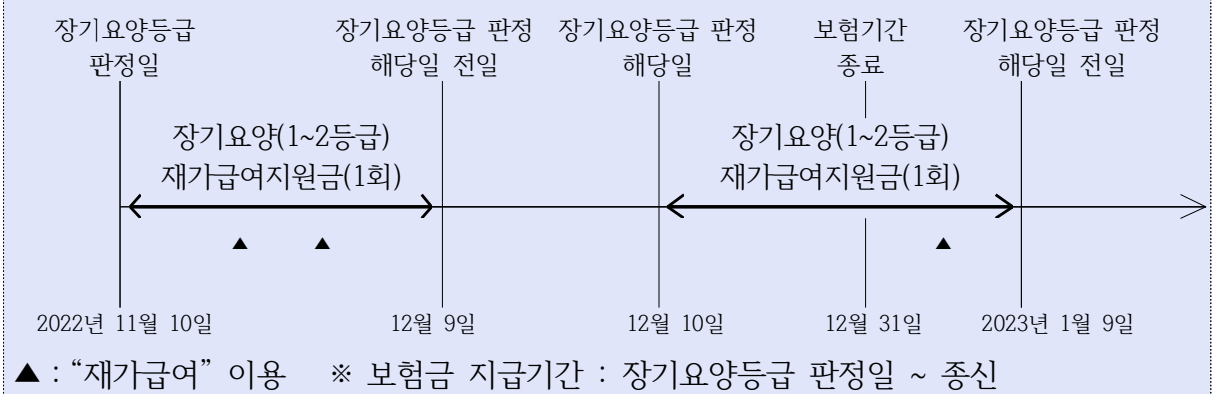 장기요양등급 장기요양등급 판정 장기요양등급 판정 보험기간 장기요양등급 판정
판정일 해당일 전일 해당일 종료 해당일 전일
장기요양(1~2등급) 장기요양(1~2등급)
재가급여지원금(1회) 재가급여지원금(1회)
▲ ▲ ▲
2022년 11월 10일 12월 9일 12월 10일 12월 31일 2023년 1월 9일
▲ : “재가급여” 이용 ※ 보험금 지급기간 : 장기요양등급 판정일 ~ 종신